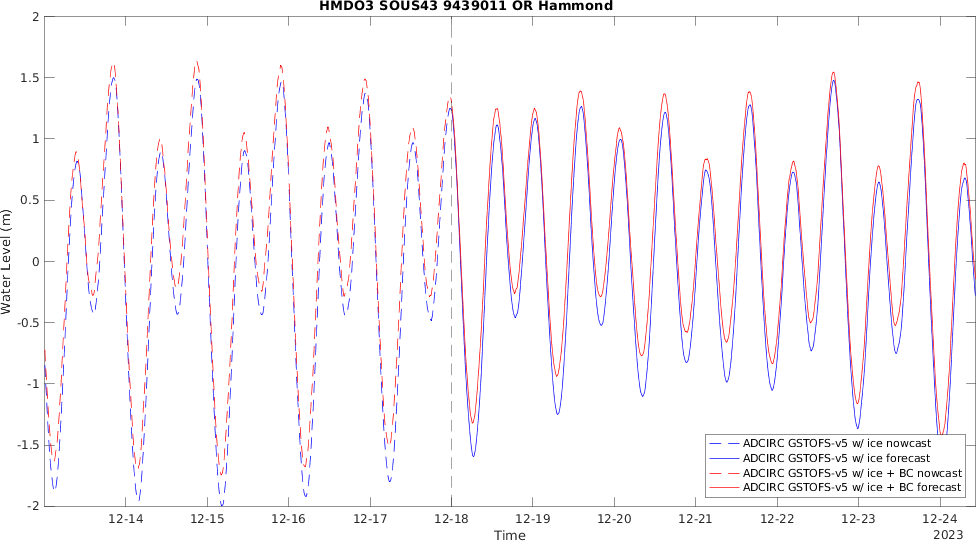 HMDO3 SOUS43 9439011 OR Hammond
2
1.5
1
0.5
0
-0.5
-1
-1.5
-2
Water Level (m)
12-14 12-15 12-16 12-17 12-18 12-19 12-20 12-21 12-22 12-23 12-24
Time
2023
ADCIRC GSTOFS-v5 w/ ice nowcast
ADCIRC GSTOFS-v5 w/ ice forecast
ADCIRC GSTOFS-v5 w/ ice + BC nowcast
ADCIRC GSTOFS-v5 w/ ice + BC forecast